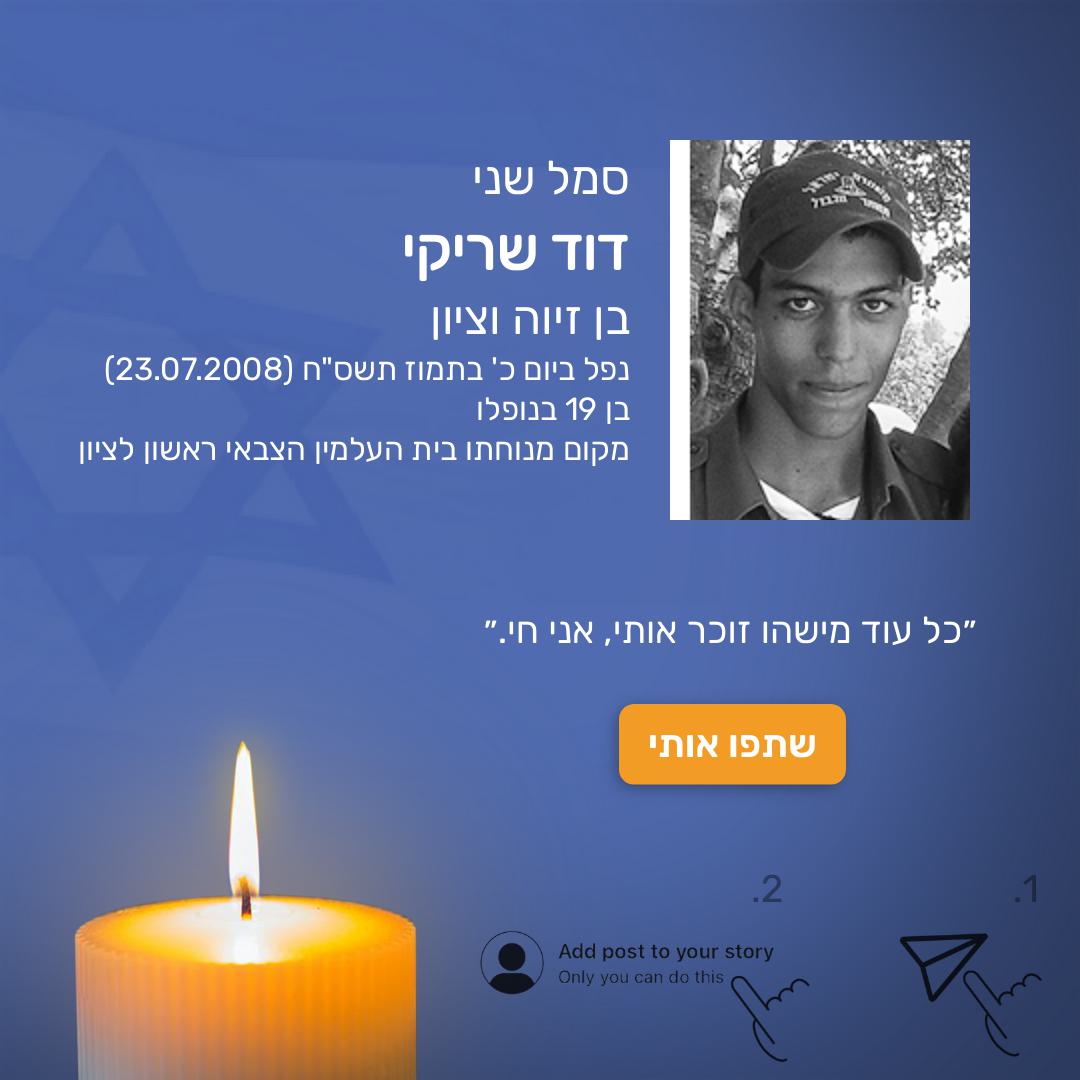 סמל שני
דוד שריקי
בן זיוה וציון
נפל ביום כ' בתמוז תשס"ח (23.07.2008)
בן 19 בנופלו
מקום מנוחתו בית העלמין הצבאי ראשון לציון
״כל עוד מישהו זוכר אותי, אני חי.״
שתפו אותי
1.
2.
Add post to your story
Only you can do this